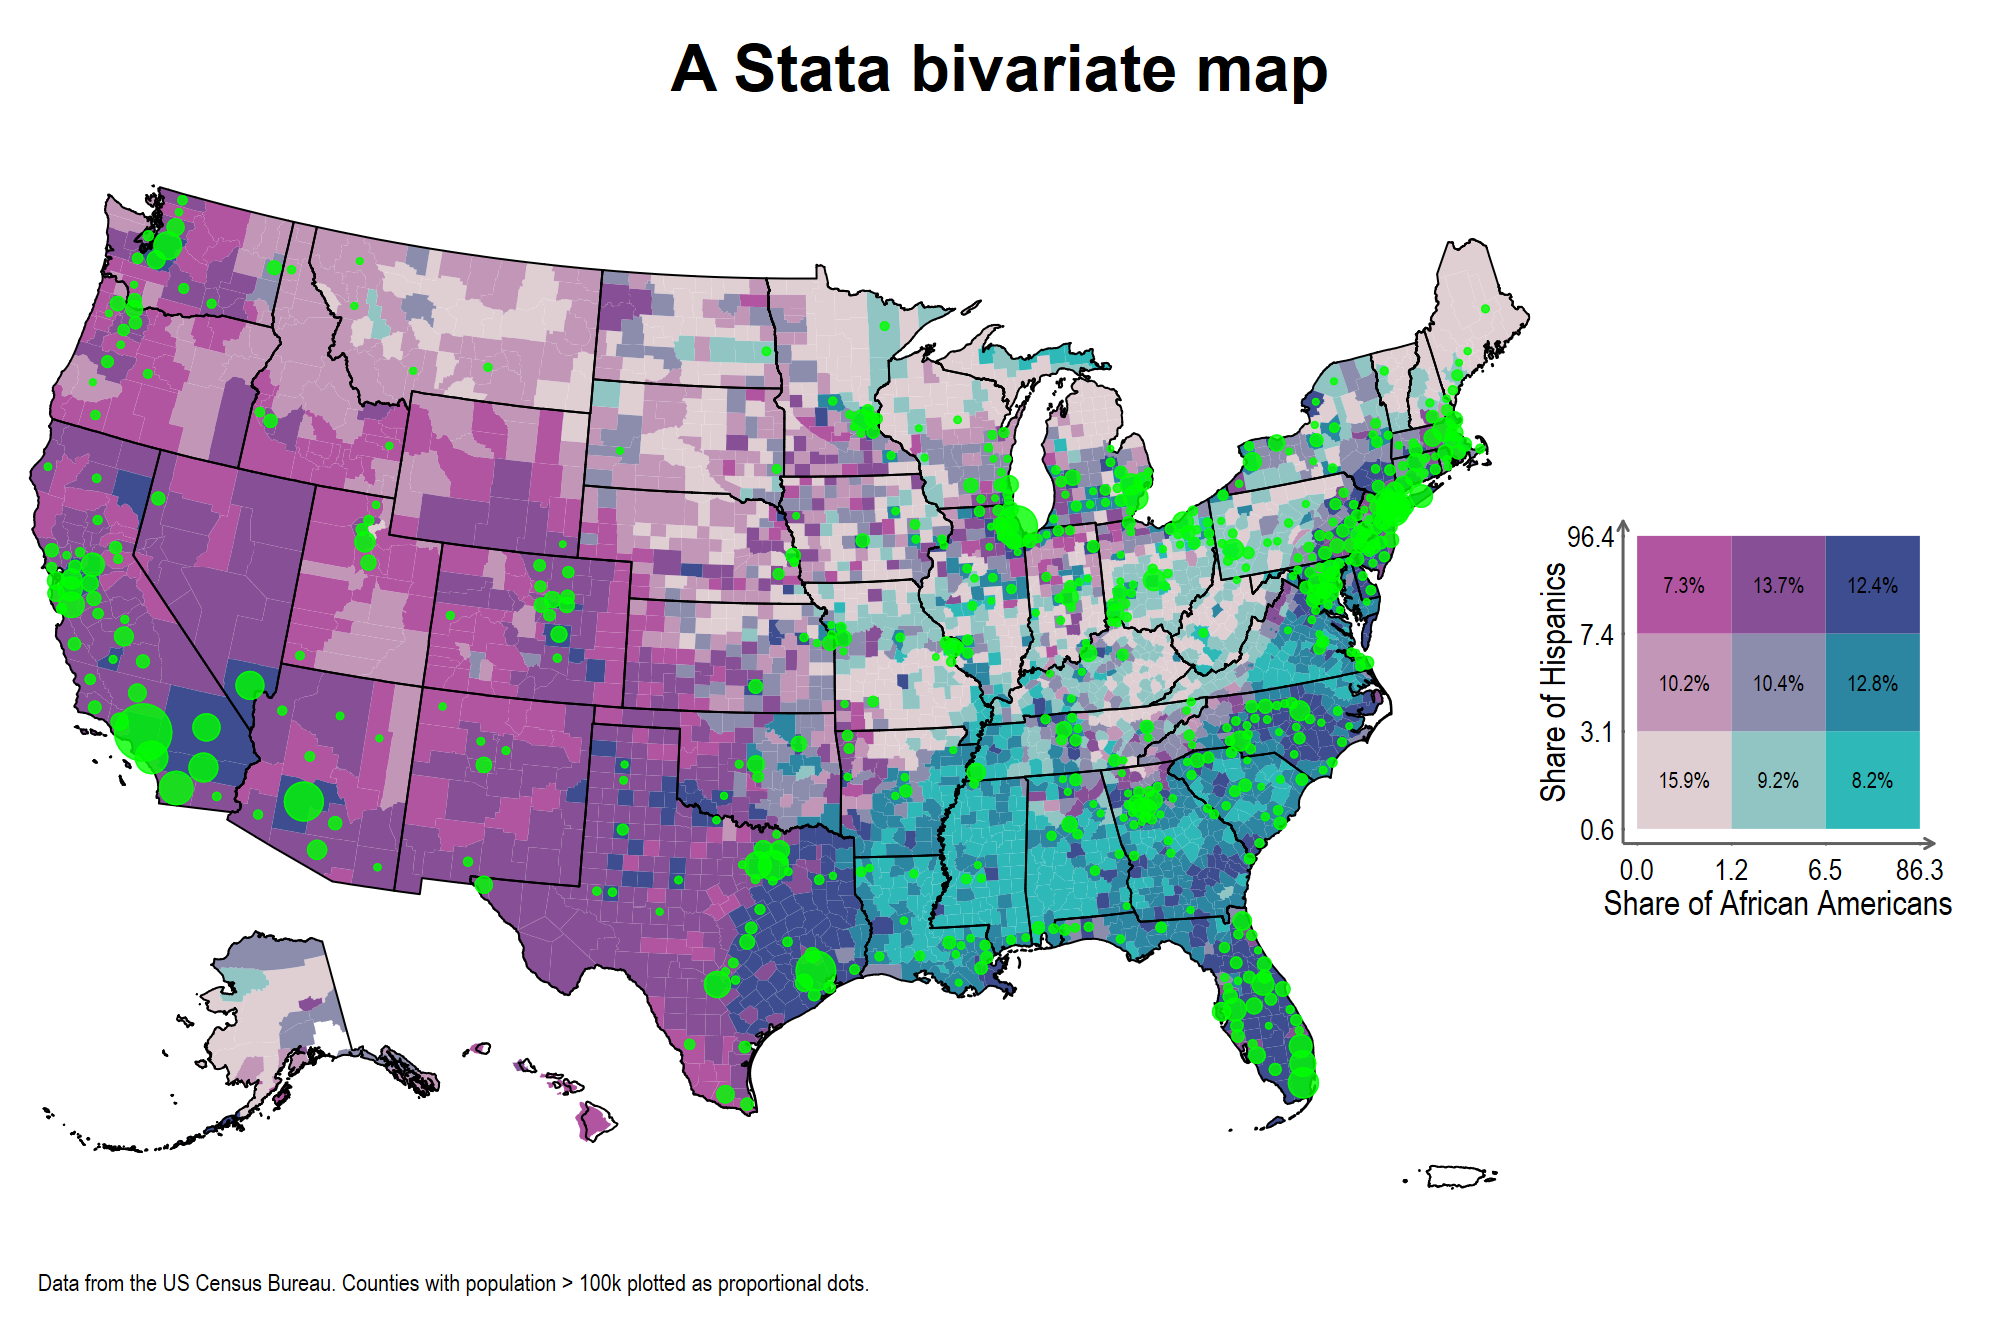 A Stata bivariate map
96.4
7.4
3.1
0.6
Share of Hispanics
7.3% 13.7% 12.4%
10.2% 10.4% 12.8%
15.9% 9.2% 8.2%
0.0 1.2 6.5 86.3
Share of African Americans
Data from the US Census Bureau. Counties with population > 100k plotted as proportional dots.